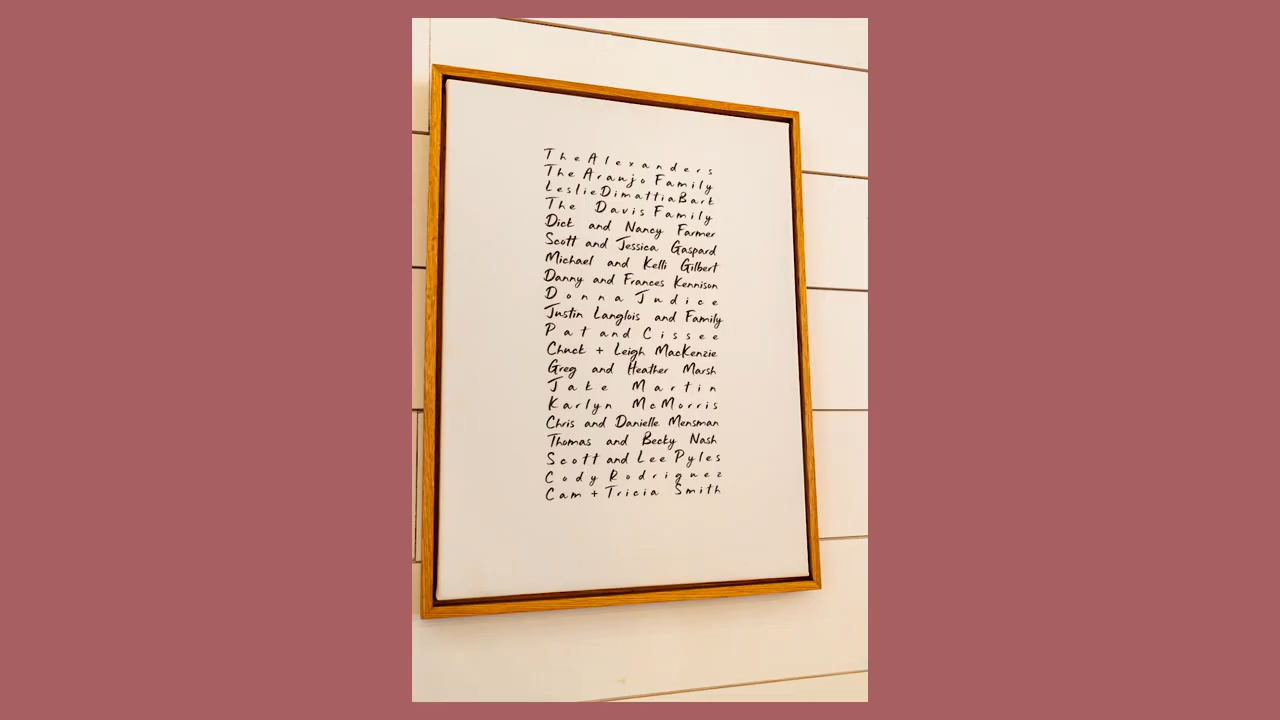 The Alexanders
The Araujo Family
Leslie Dimattia Bark
The Davis Family
Dick and Nancy Farmer
Scott and Jessica Gaspard
Michael and Kelli Gilbert
Danny and Frances Kennison
Donna Judice
Justin Langlois and Family
Pat and Cissee
Chuck + Leigh MacKenzie
Greg and Heather Marsh
Jake Martin
Karlyn McMorris
Chris and Danielle Mensman
Thomas and Becky Nash
Scott and Lee Pyles
Cody Rodriguez
Cam + Tricia Smith